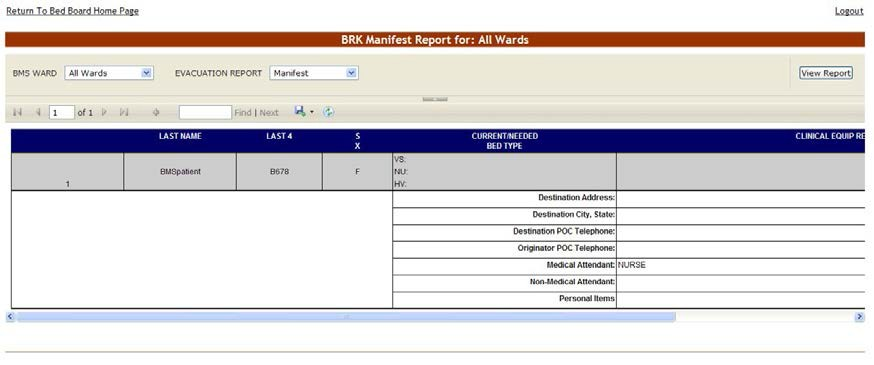 Return To Bed Board Home Page Logout
BRK Manifest Report for: All Wards
BMS WARD All Wards EVACUATION REPORT Manifest View Report
1 of 1 Find | Next
LAST NAME LAST 4 S CURRENT/NEEDED CLINICAL EQUIP RE
X BED TYPE
VS:
BMSpatient B678 F NU:
1 HV:
Destination Address:
Destination City, State:
Destination POC Telephone:
Originator POC Telephone:
Medical Attendant: NURSE
Non-Medical Attendant:
Personal Items